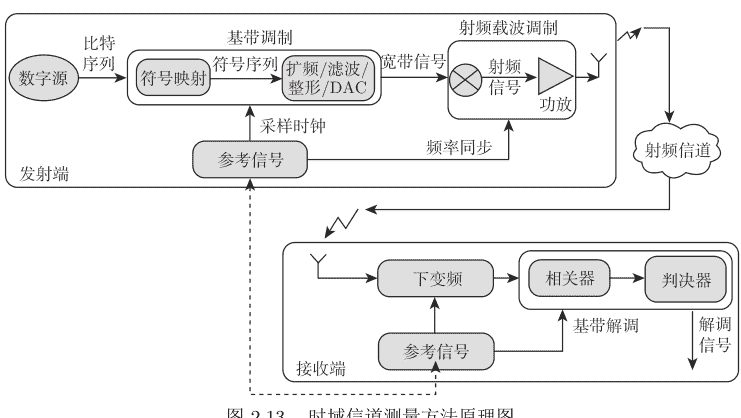 射频载波调制
基带调制
比特
序列
数字源
符号映射
符号序列
扩频/滤波/
整形/DAC
宽带信号
射频
信号
功放
采样时钟
参考信号
频率同步
发射端
射频信道
下变频
相关器
判决器
参考信号
基带解调
解调
信号
接收端
图 2.13 时域信道测量方法原理图